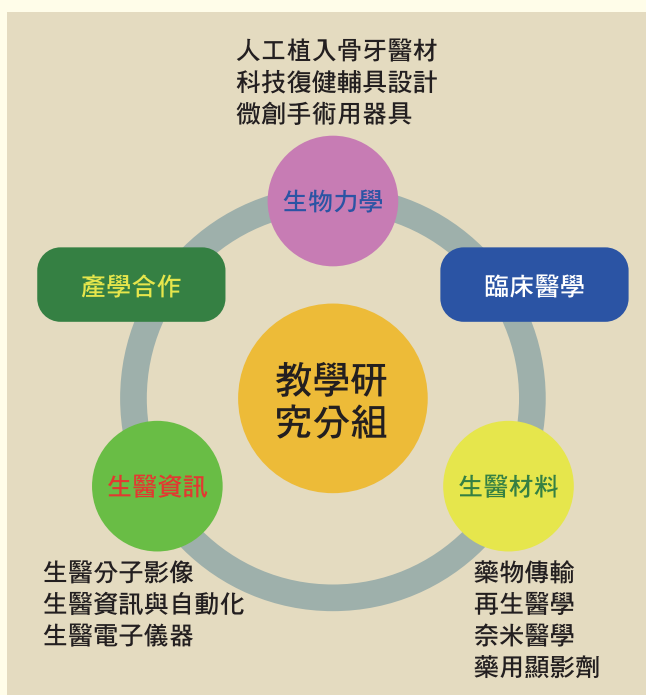 人工植入骨牙醫材
科技復健輔具設計
微創手術用器具
生物力學
產學合作
臨床醫學
教學研
究分組
生醫資訊
生醫材料
生醫分子影像
生醫資訊與自動化
生醫電子儀器
藥物傳輸
再生醫學
奈米醫學
藥用顯影劑